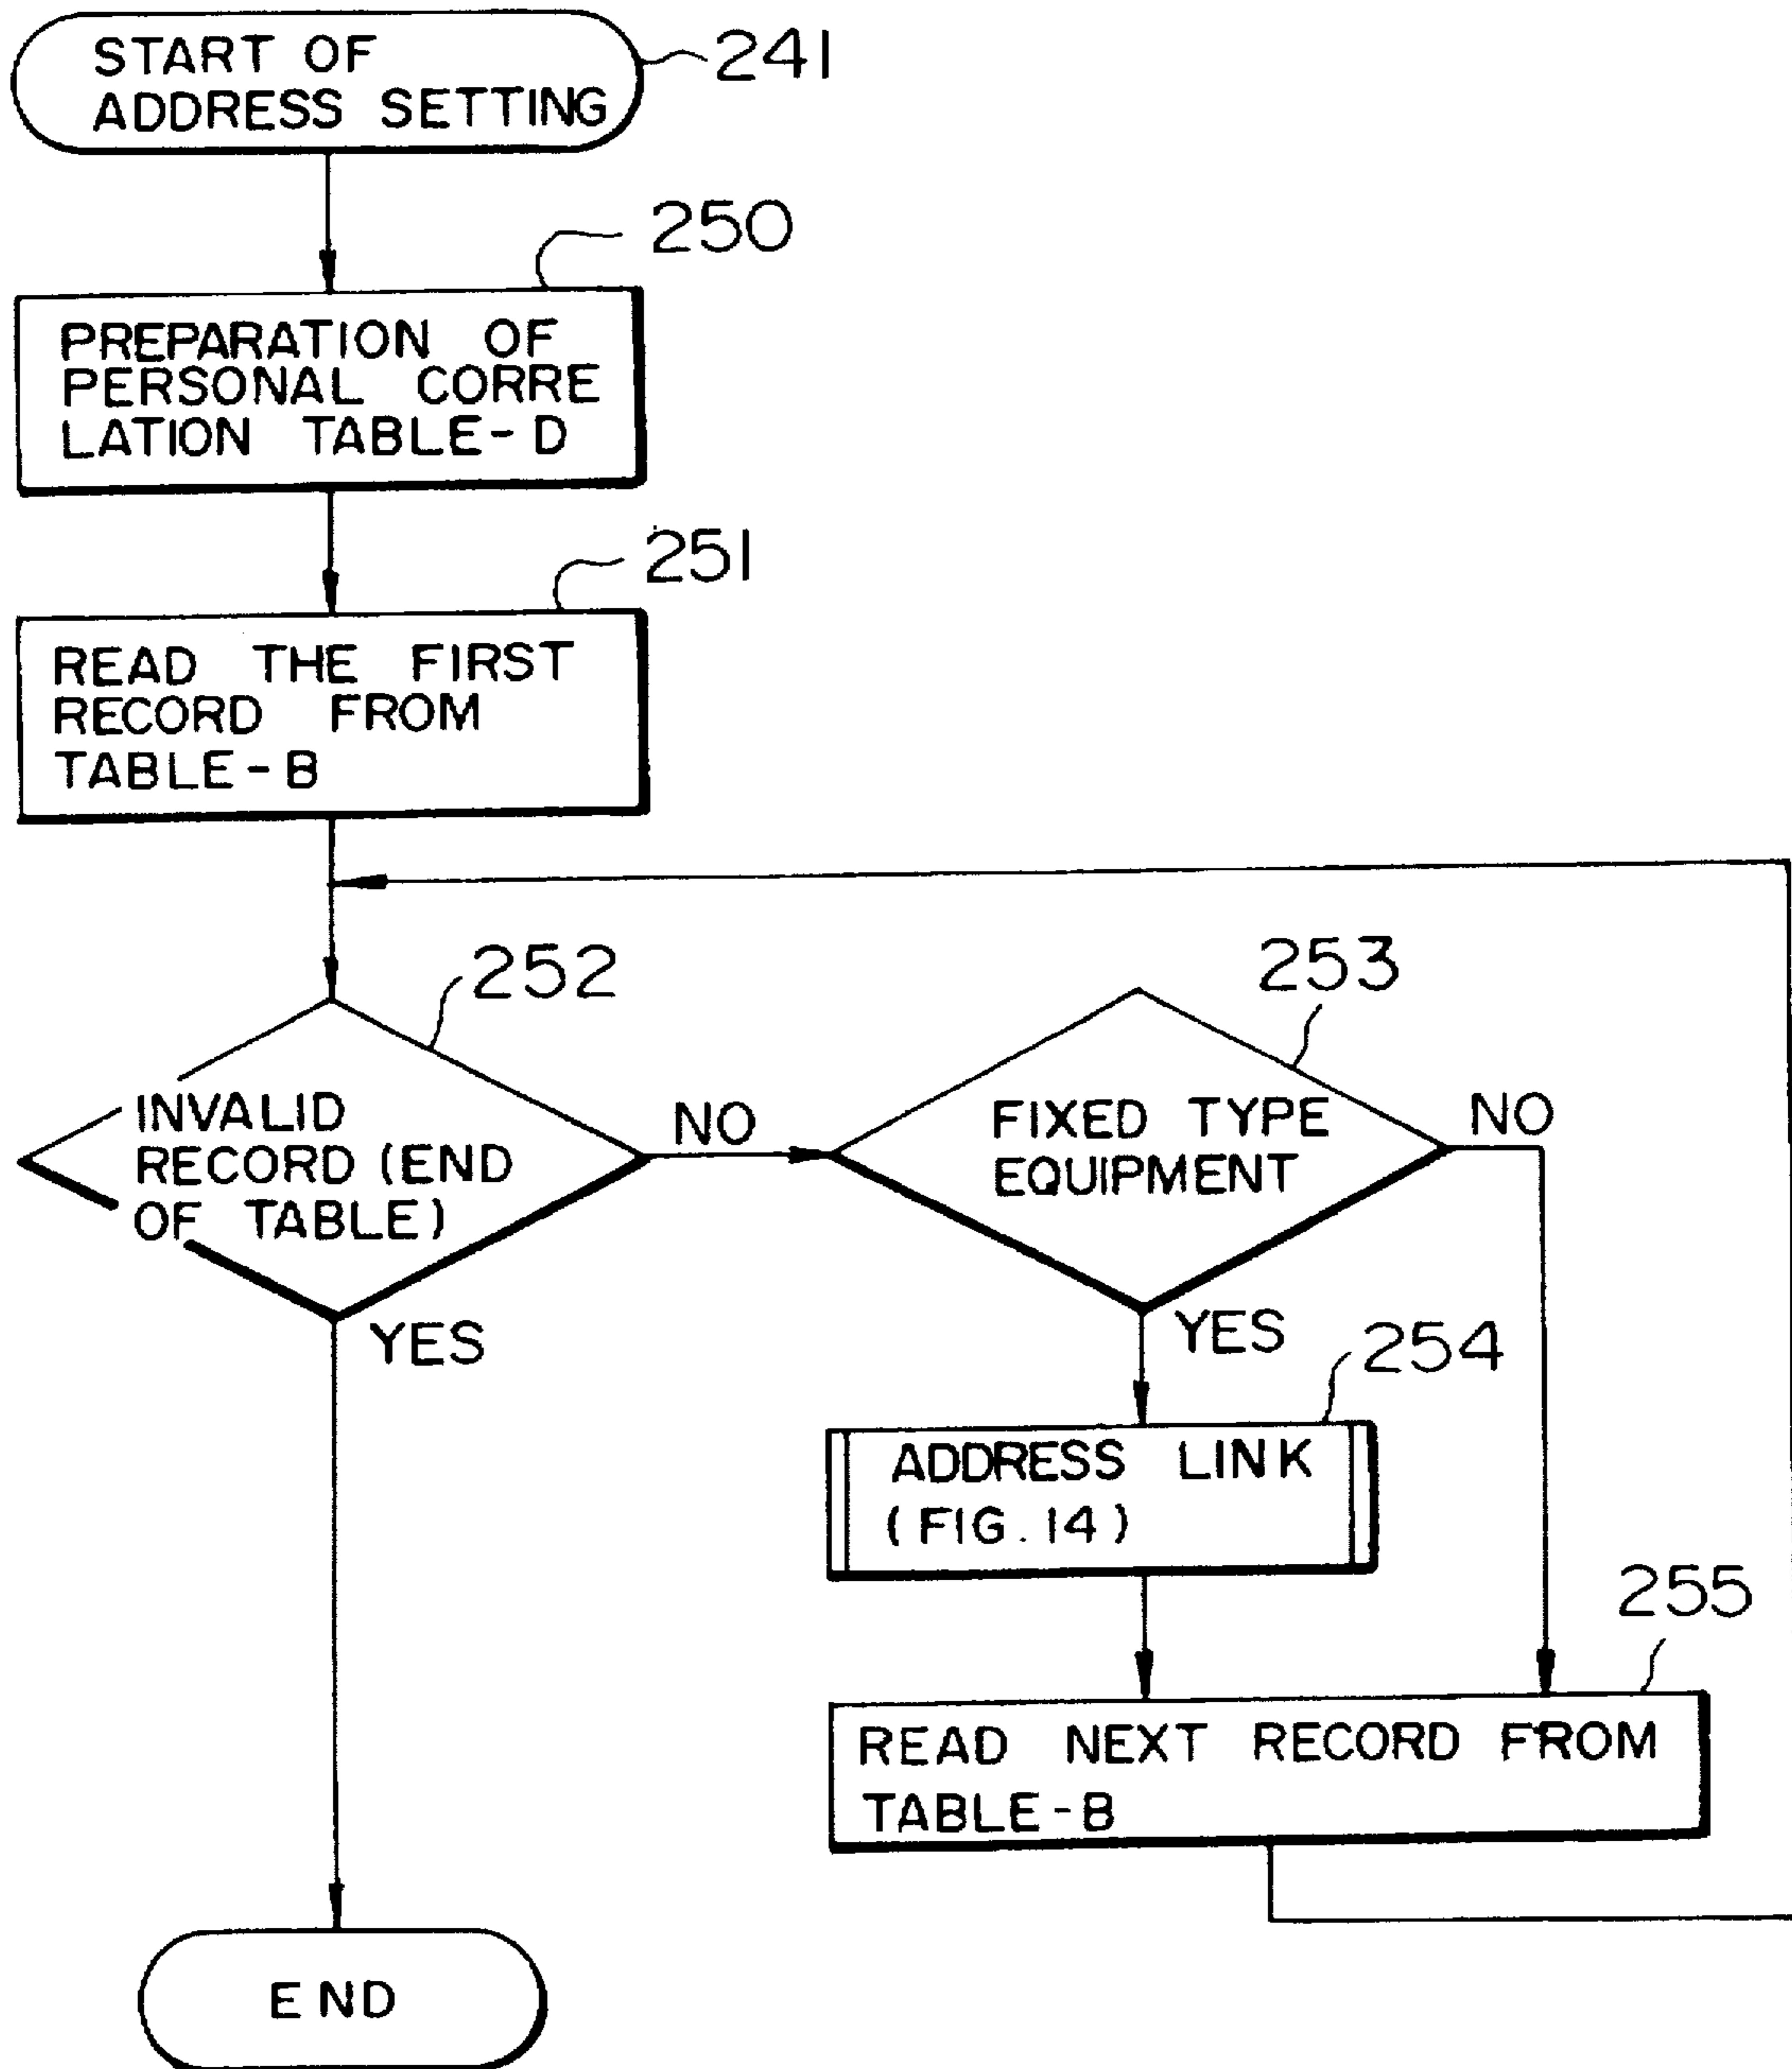 START OF
ADDRESS SETTING
241
250
PREPARATION OF
PERSONAL CORRE
LATION TABLE-D
251
READ THE FIRST
RECORD FROM
TABLE-B
252
INVALID
RECORD (END
OF TABLE)
NO
YES
253
FIXED TYPE
EQUIPMENT
NO
YES
254
ADDRESS LINK
(FIG. 14)
255
READ NEXT RECORD FROM
TABLE-B
END